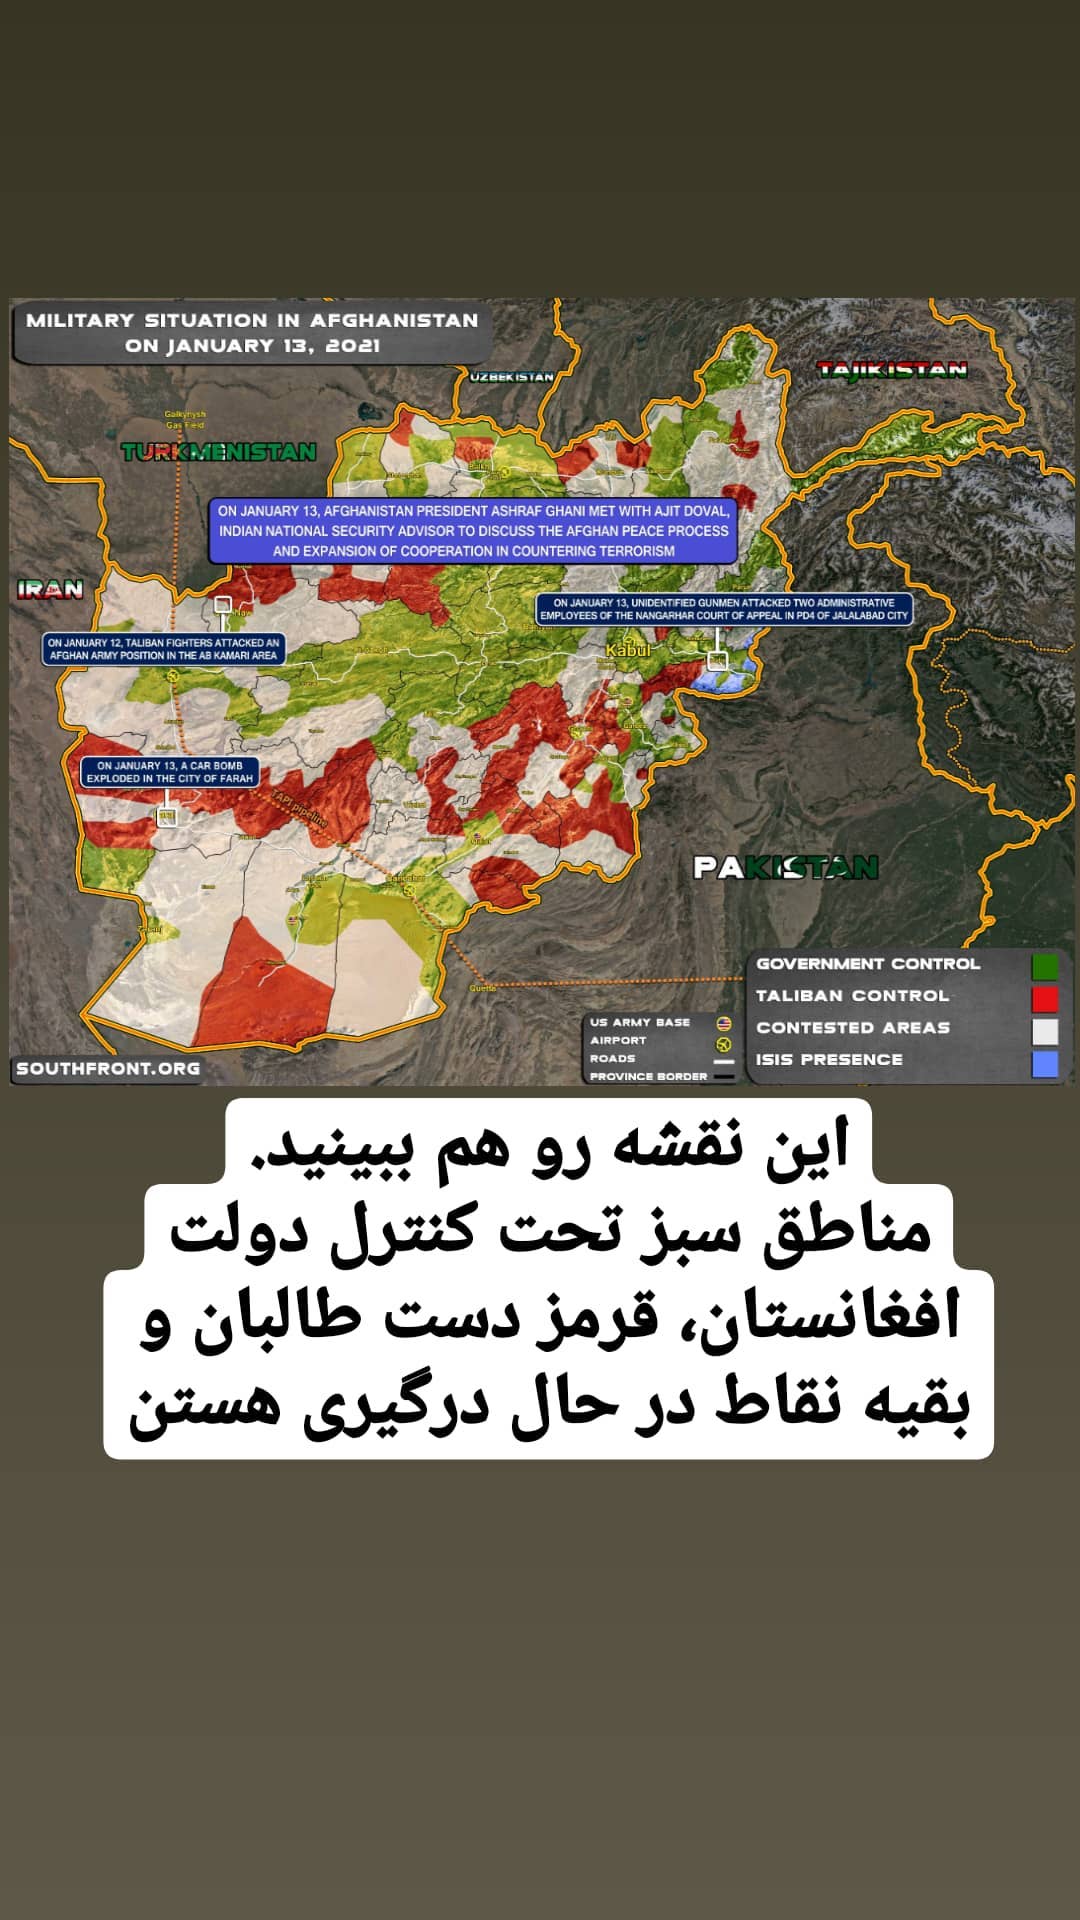 MILITARY SITUATION IN AFGHANISTAN
ON JANUARY 13, 2021
UZBEKISTAN
TAJIKISTAN
Galkynysh
Gas Field
TURKMENISTAN
ON JANUARY 13, AFGHANISTAN PRESIDENT ASHRAF GHANI MET WITH AJIT DOVAL,
INDIAN NATIONAL SECURITY ADVISOR TO DISCUSS THE AFGHAN PEACE PROCESS
AND EXPANSION OF COOPERATION IN COUNTERING TERRORISM
IRAN
ON JANUARY 13, UNIDENTIFIED GUNMEN ATTACKED TWO ADMINISTRATIVE
EMPLOYEES OF THE NANGARHAR COURT OF APPEAL IN PD4 OF JALALABAD CITY
ON JANUARY 12, TALIBAN FIGHTERS ATTACKED AN
AFGHAN ARMY POSITION IN THE AB KAMARI AREA
Kabul
ON JANUARY 13, A CAR BOMB
EXPLODED IN THE CITY OF FARAH
TAPI pipeline
PAKISTAN
Quetta
GOVERNMENT CONTROL
TALIBAN CONTROL
CONTESTED AREAS
ISIS PRESENCE
US ARMY BASE
AIRPORT
ROADS
PROVINCE BORDER
SOUTHFRONT.ORG
این نقشه رو هم ببینید.
مناطق سبز تحت کنترل دولت
افغانستان، قرمز دست طالبان و
بقیه نقاط در حال درگیری هستن